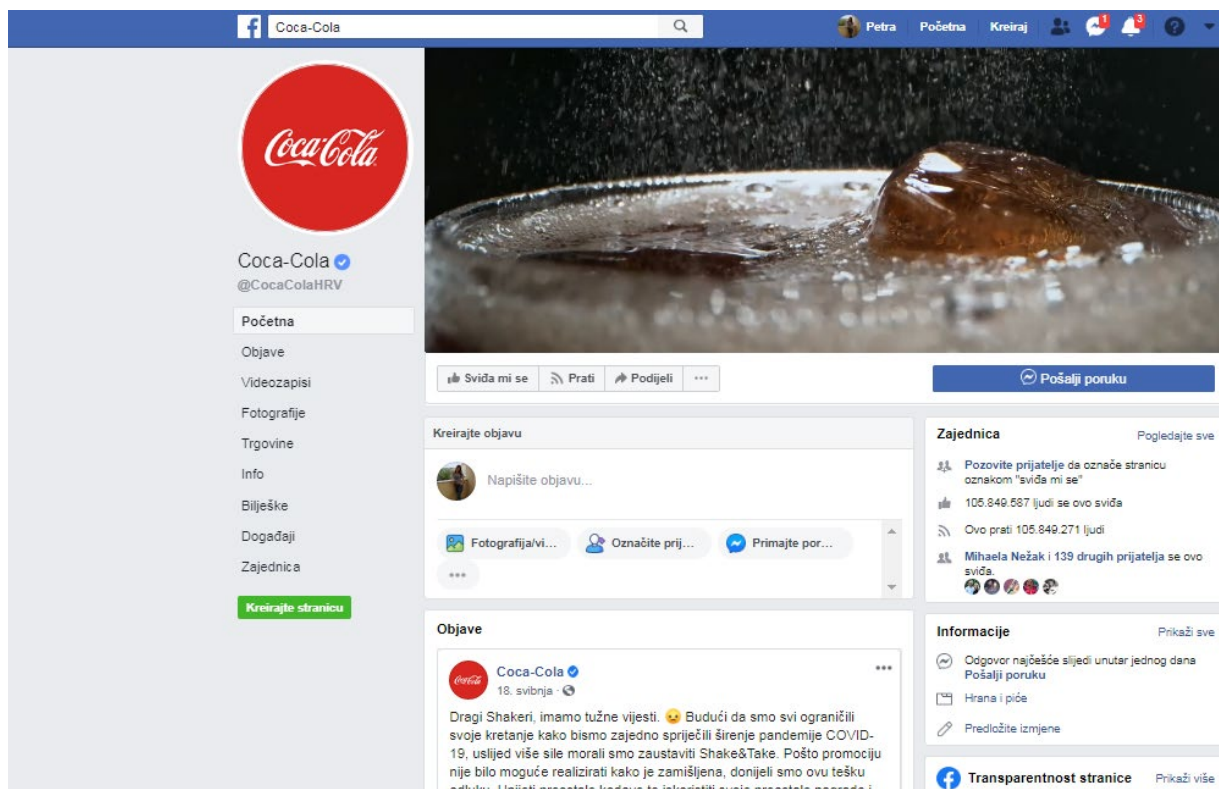 Coca-Cola
Petra
Početna
Kreiraj
1
3
Coca-Cola
Coca-Cola
@CocaColaHRV
Početna
Objave
Videozapisi
Fotografije
Trgovine
Info
Bilješke
Događaji
Zajednica
Kreirajte stranicu
Sviđa mi se
Prati
Podijeli
Pošalji poruku
Kreirajte objavu
Napišite objavu...
Fotografija/vi...
Označite prij...
Primajte por...
Objave
Coca-Cola
Coca-Cola
18. svibnja
Dragi Shakeri, imamo tužne vijesti. Budući da smo svi ograničili
svoje kretanje kako bismo zajedno spriječili širenje pandemije COVID-
19, uslijed više sile morali smo zaustaviti Shake&Take. Pošto promociju
nije bilo moguće realizirati kako je zamišljena, donijeli smo ovu tešku
Zajednica
Pogledajte sve
Pozovite prijatelje da označe stranicu
oznakom "sviđa mi se"
105.849.587 ljudi se ovo sviđa
Ovo prati 105.849.271 ljudi
Mihaela Nežak i 139 drugih prijatelja se ovo
sviđa.
Informacije
Prikaži sve
Odgovor najčešće slijedi unutar jednog dana
Pošalji poruku
Hrana i piće
Predložite izmjene
Transparentnost stranice
Prikaži više